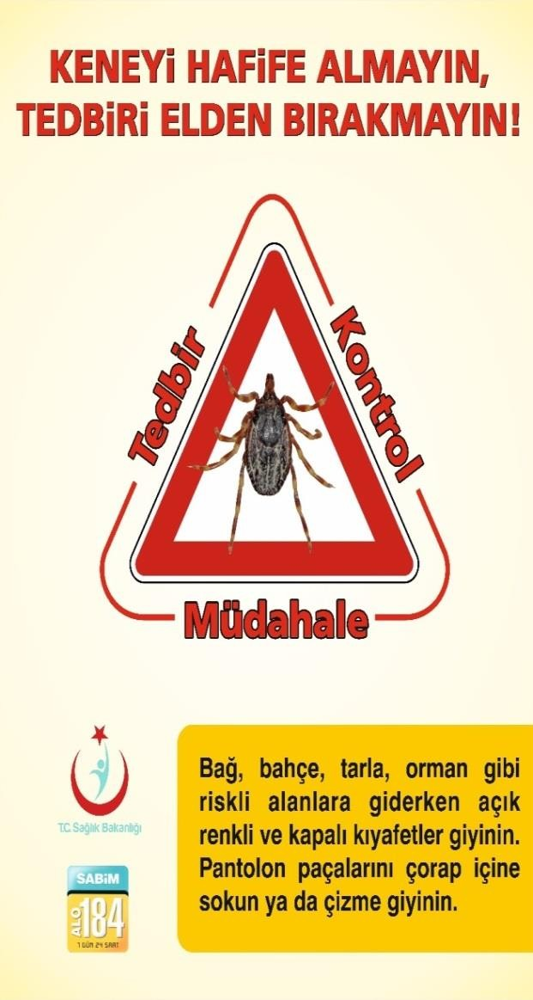 KENEYi HAFiFE ALMAYIN,
TEDBiRi ELDEN BIRAKMAYIN!
Tedbir
Kontrol
Müdahale
T.C. Sağlık Bakanlığı
SABiM
ALO 184
7 GÜN 24 SAAT
Bağ, bahçe, tarla, orman gibi
riskli alanlara giderken açık
renkli ve kapalı kıyafetler giyinin.
Pantolon paçalarını çorap içine
sokun ya da çizme giyinin.